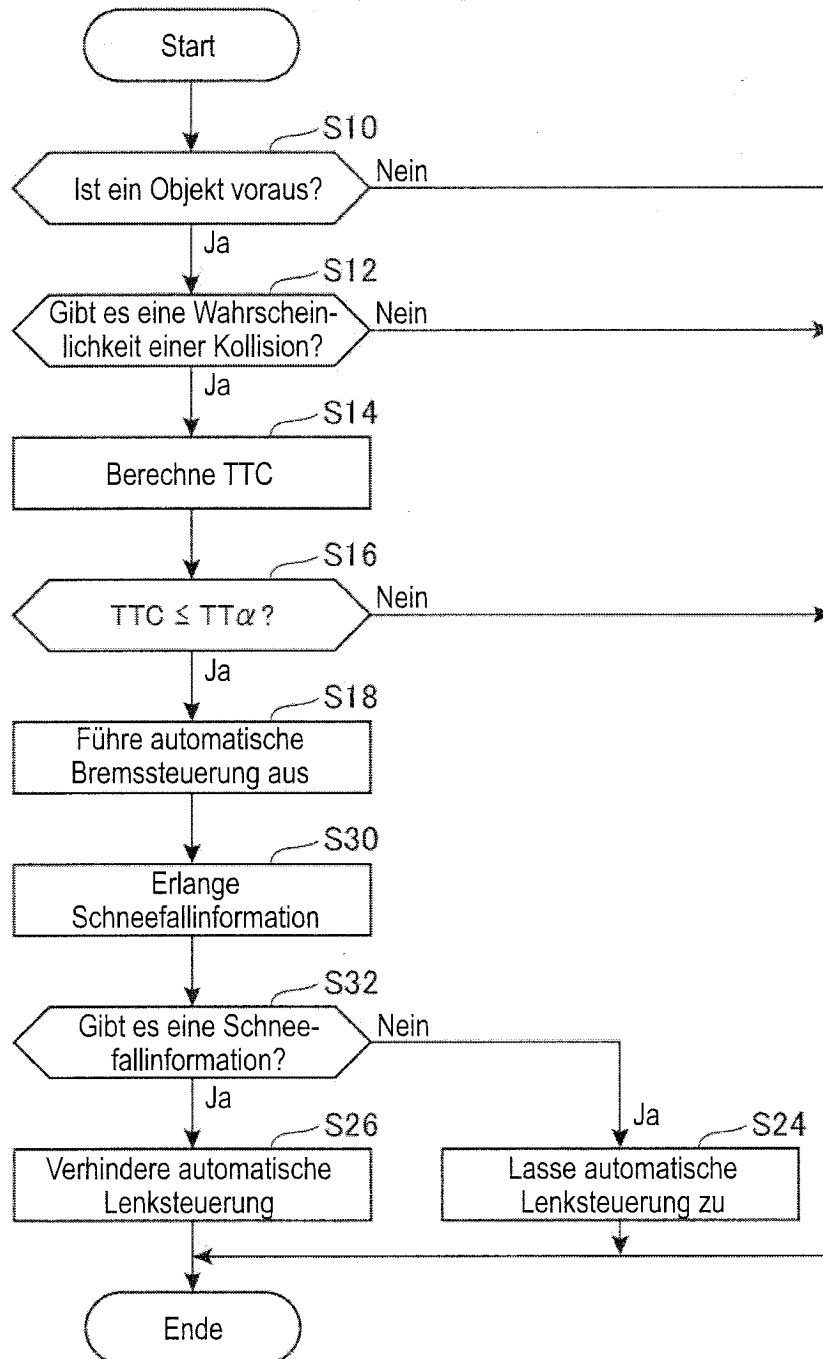 Start
S10
Ist ein Objekt voraus?
Nein
Ja
S12
Gibt es eine Wahrschein-
lichkeit einer Kollision?
Nein
Ja
S14
Berechne TTC
S16
TTC ≦ TTα?
Nein
Ja
S18
Führe automatische
Bremssteuerung aus
S30
Erlange
Schneefallinformation
S32
Gibt es eine Schnee-
fallinformation?
Nein
Ja
S26
Verhindere automatische
Lenksteuerung
Ja
S24
Lasse automatische
Lenksteuerung zu
Ende